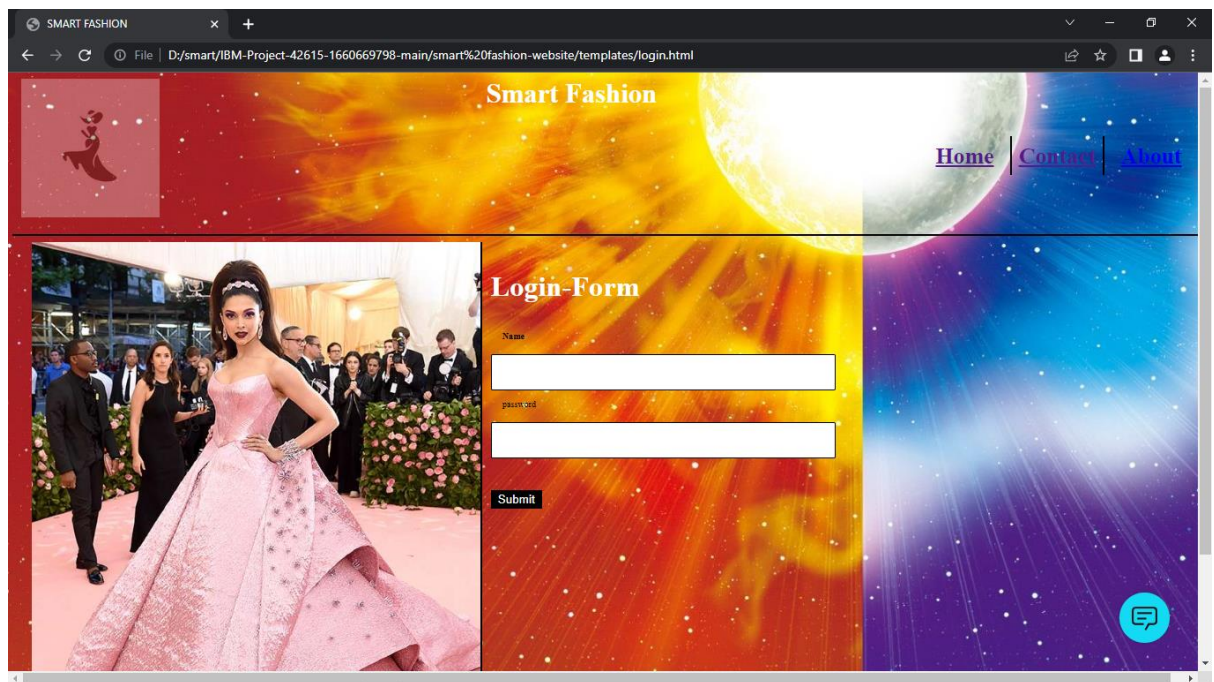 SMART FASHION
File D:/smart/IBM-Project-42615-1660669798-main/smart%20fashion-website/templates/login.html
Smart Fashion
Home Contact About
Login-Form
Name
password
Submit